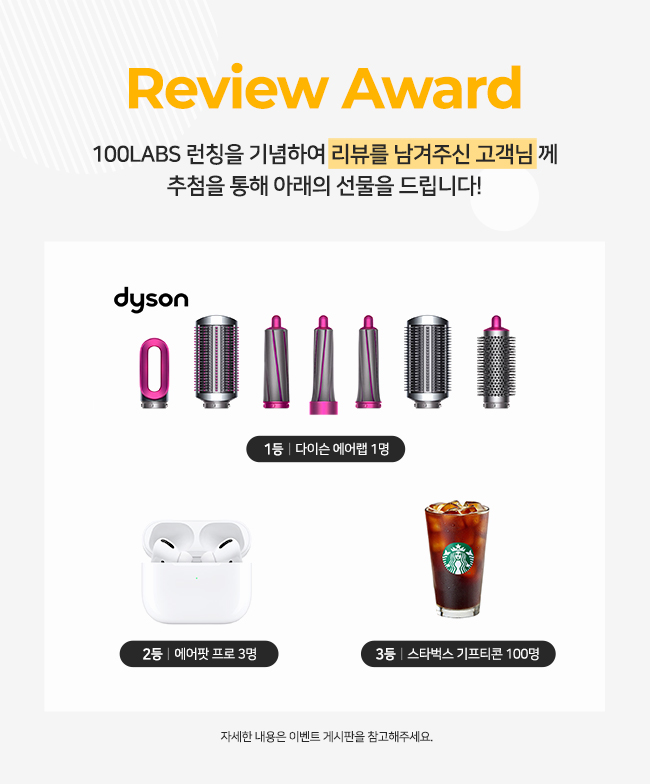 Review Award
100LABS 런칭을 기념하여 리뷰를 남겨주신 고객님 께
추첨을 통해 아래의 선물을 드립니다!
dyson
1등 | 다이슨 에어랩 1명
2등 | 에어팟 프로 3명
3등 | 스타벅스 기프티콘 100명
자세한 내용은 이벤트 게시판을 참고해주세요.